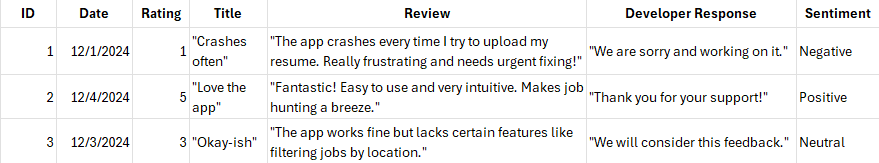 ID Date Rating Title Review Developer Response Sentiment
1 12/1/2024 1 "Crashes often" "The app crashes every time I try to upload my resume. Really frustrating and needs urgent fixing!" "We are sorry and working on it." Negative
2 12/4/2024 5 "Love the app" "Fantastic! Easy to use and very intuitive. Makes job hunting a breeze." "Thank you for your support!" Positive
3 12/3/2024 3 "Okay-ish" "The app works fine but lacks certain features like filtering jobs by location." "We will consider this feedback." Neutral